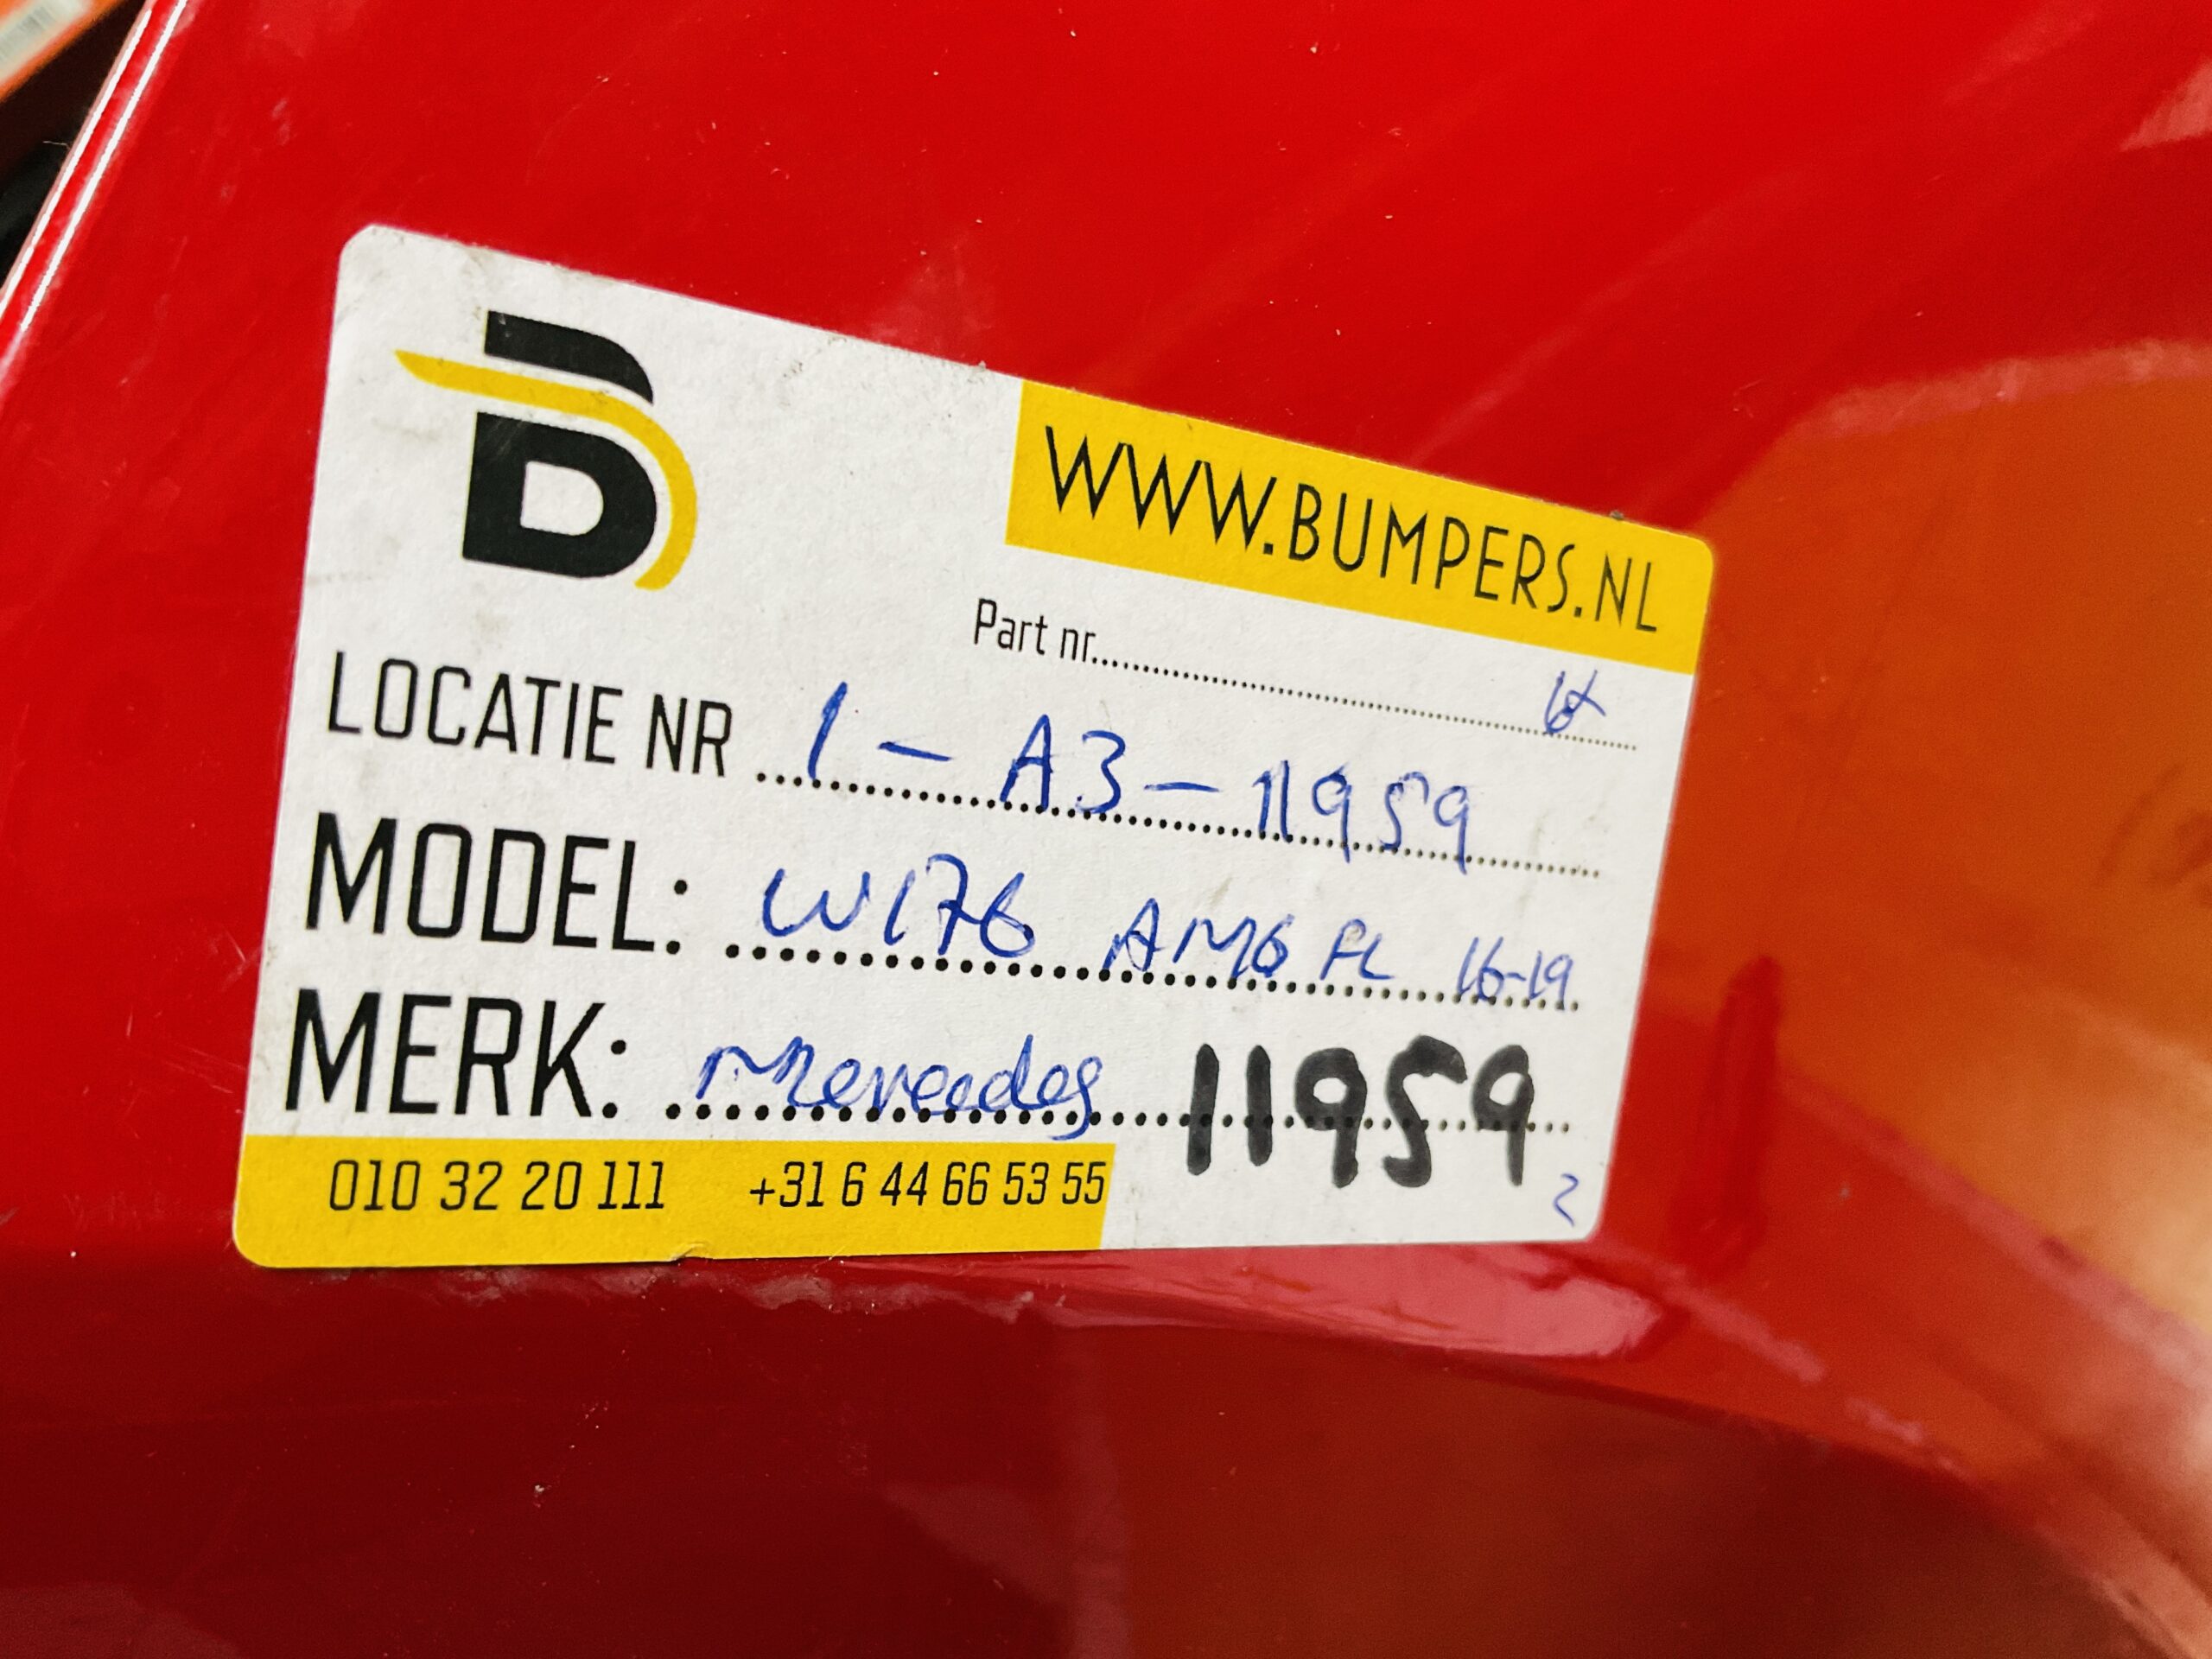 B
WWW.BUMPERS.NL
Part nr.
LOCATIE NR 1 - A3 - 11959
MODEL: W176 AMG FL 16-19
MERK: Mercedes 11959
2
010 32 20 111 +31 6 44 66 53 55